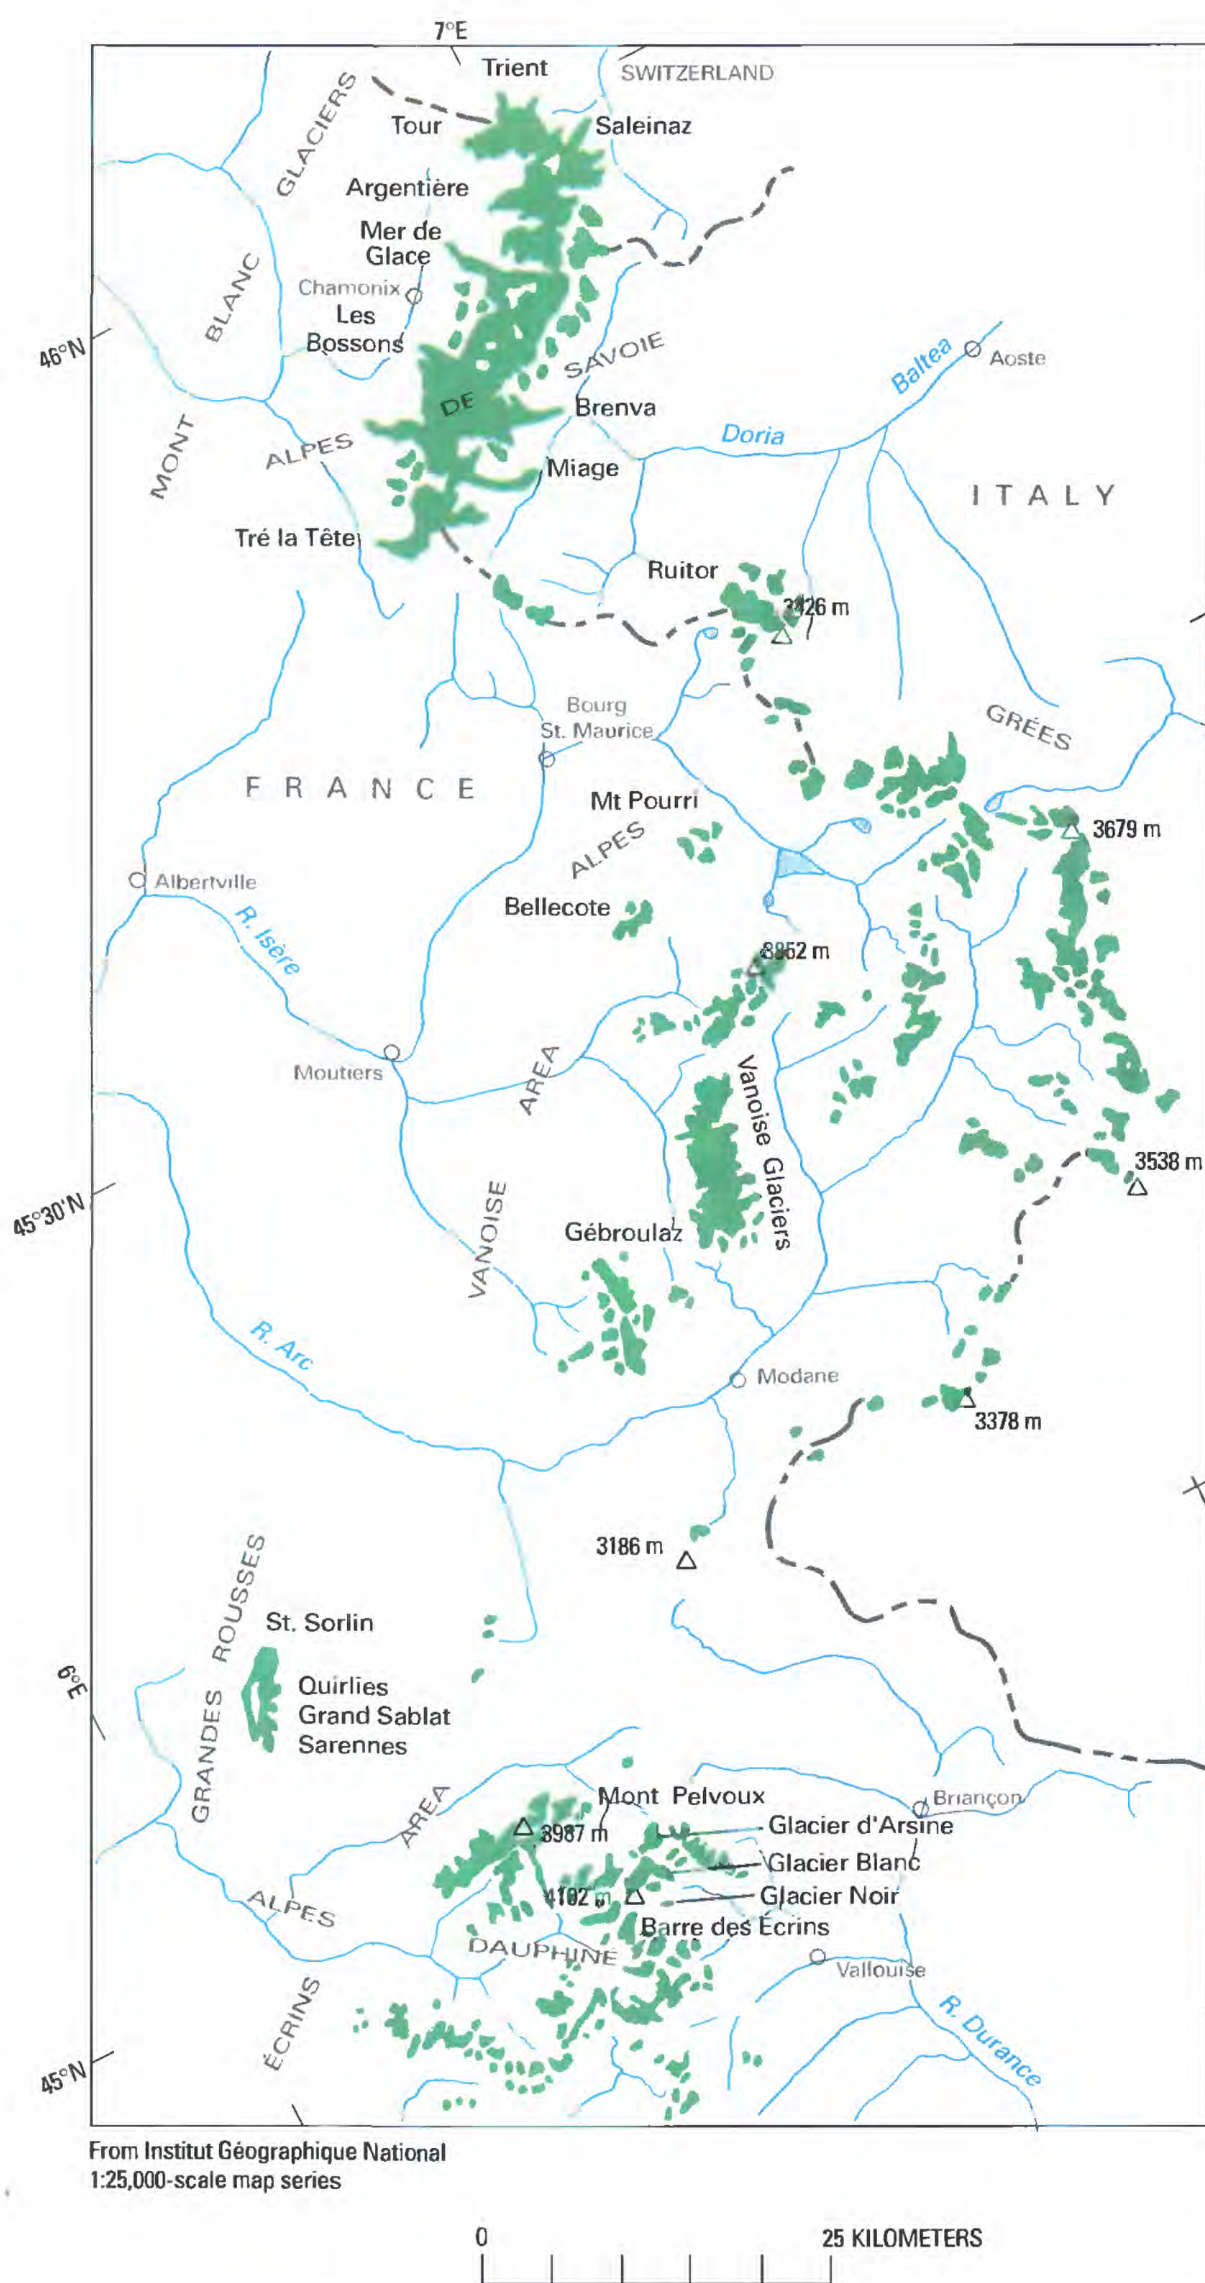 7°E
Trient
SWITZERLAND
GLACIERS
Tour
Saleinaz
Argentière
Mer de
Glace
BLANC
Chamonix
Les
Bossons
46°N
SAVOIE
Baltea
Aoste
DE
Brenva
MONT
ALPES
Doria
Miage
ITALY
Tré la Tête
Ruitor
3426 m
Bourg
St. Maurice
GRÉES
FRANCE
Mt Pourri
ALPES
3679 m
Albertville
Bellecote
R. Isère
3852 m
Moutiers
AREA
Vanoise Glaciers
3538 m
45°30'N
VANOISE
Gébroulaz
R. Arc
Modane
3378 m
3186 m
GRANDES ROUSSES
St. Sorlin
6°E
Quirlies
Grand Sablat
Sarennes
AREA
Mont Pelvoux
Briançon
3987 m
Glacier d'Arsine
Glacier Blanc
4102 m
Glacier Noir
ALPES
Barre des Écrins
DAUPHINÉ
Vallouise
ÉCRINS
R. Durance
45°N
From Institut Géographique National
1:25,000-scale map series
0
25 KILOMETERS